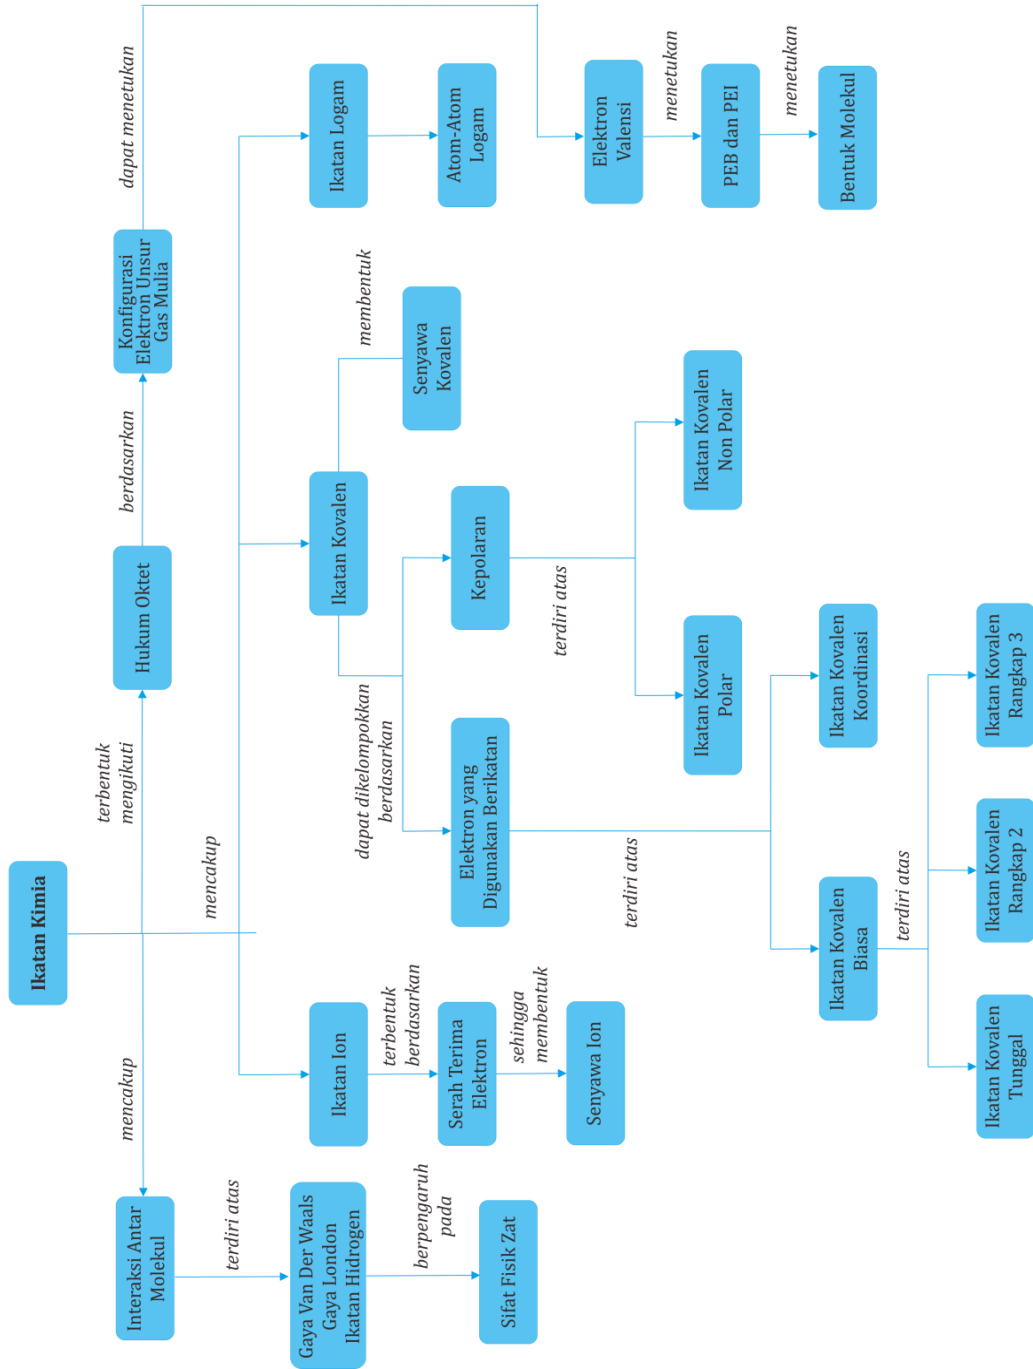 Ikatan Kimia
mencakup
terbentuk
mengikuti
Hukum Oktet
berdasarkan
Konfigurasi
Elektron Unsur
Gas Mulia
dapat menetukan
Interaksi Antar
Molekul
terdiri atas
Gaya Van Der Waals
Gaya London
Ikatan Hidrogen
berpengaruh
pada
Sifat Fisik Zat
mencakup
Ikatan Ion
terbentuk
berdasarkan
Serah Terima
Elektron
sehingga
membentuk
Senyawa Ion
Ikatan Kovalen
membentuk
Senyawa
Kovalen
dapat dikelompokkan
berdasarkan
Elektron yang
Digunakan Berikatan
Kepolaran
terdiri atas
Ikatan Kovalen
Polar
Ikatan Kovalen
Non Polar
terdiri atas
Ikatan Kovalen
Biasa
Ikatan Kovalen
Koordinasi
terdiri atas
Ikatan Kovalen
Tunggal
Ikatan Kovalen
Rangkap 2
Ikatan Kovalen
Rangkap 3
Ikatan Logam
Atom-Atom
Logam
Elektron
Valensi
menetukan
PEB dan PEI
menetukan
Bentuk Molekul